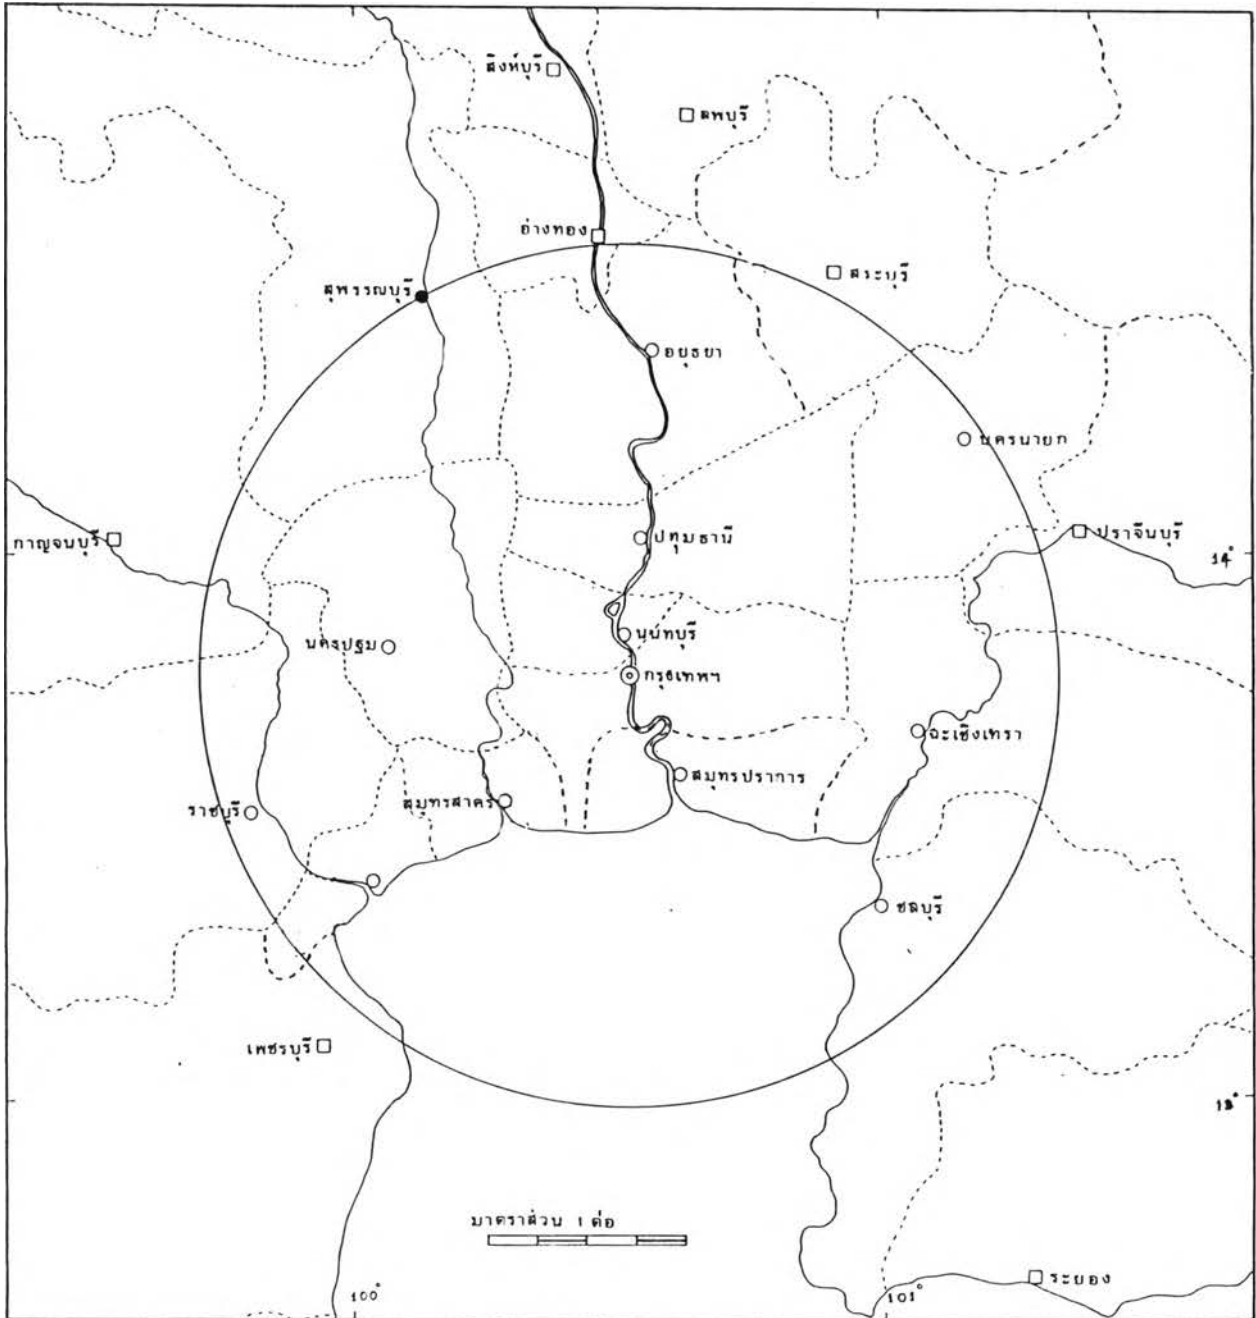 สิงห์บุรี
ลพบุรี
อ่างทอง
สระบุรี
สุพรรณบุรี
อยุธยา
นครนายก
กาญจนบุรี
ปทุมธานี
ปราจีนบุรี
14°
นนทบุรี
นครปฐม
กรุงเทพฯ
ฉะเชิงเทรา
สมุทรปราการ
สมุทรสาคร
ราชบุรี
ชลบุรี
เพชรบุรี
13°
มาตราส่วน 1 ต่อ
ระยอง
100°
101°